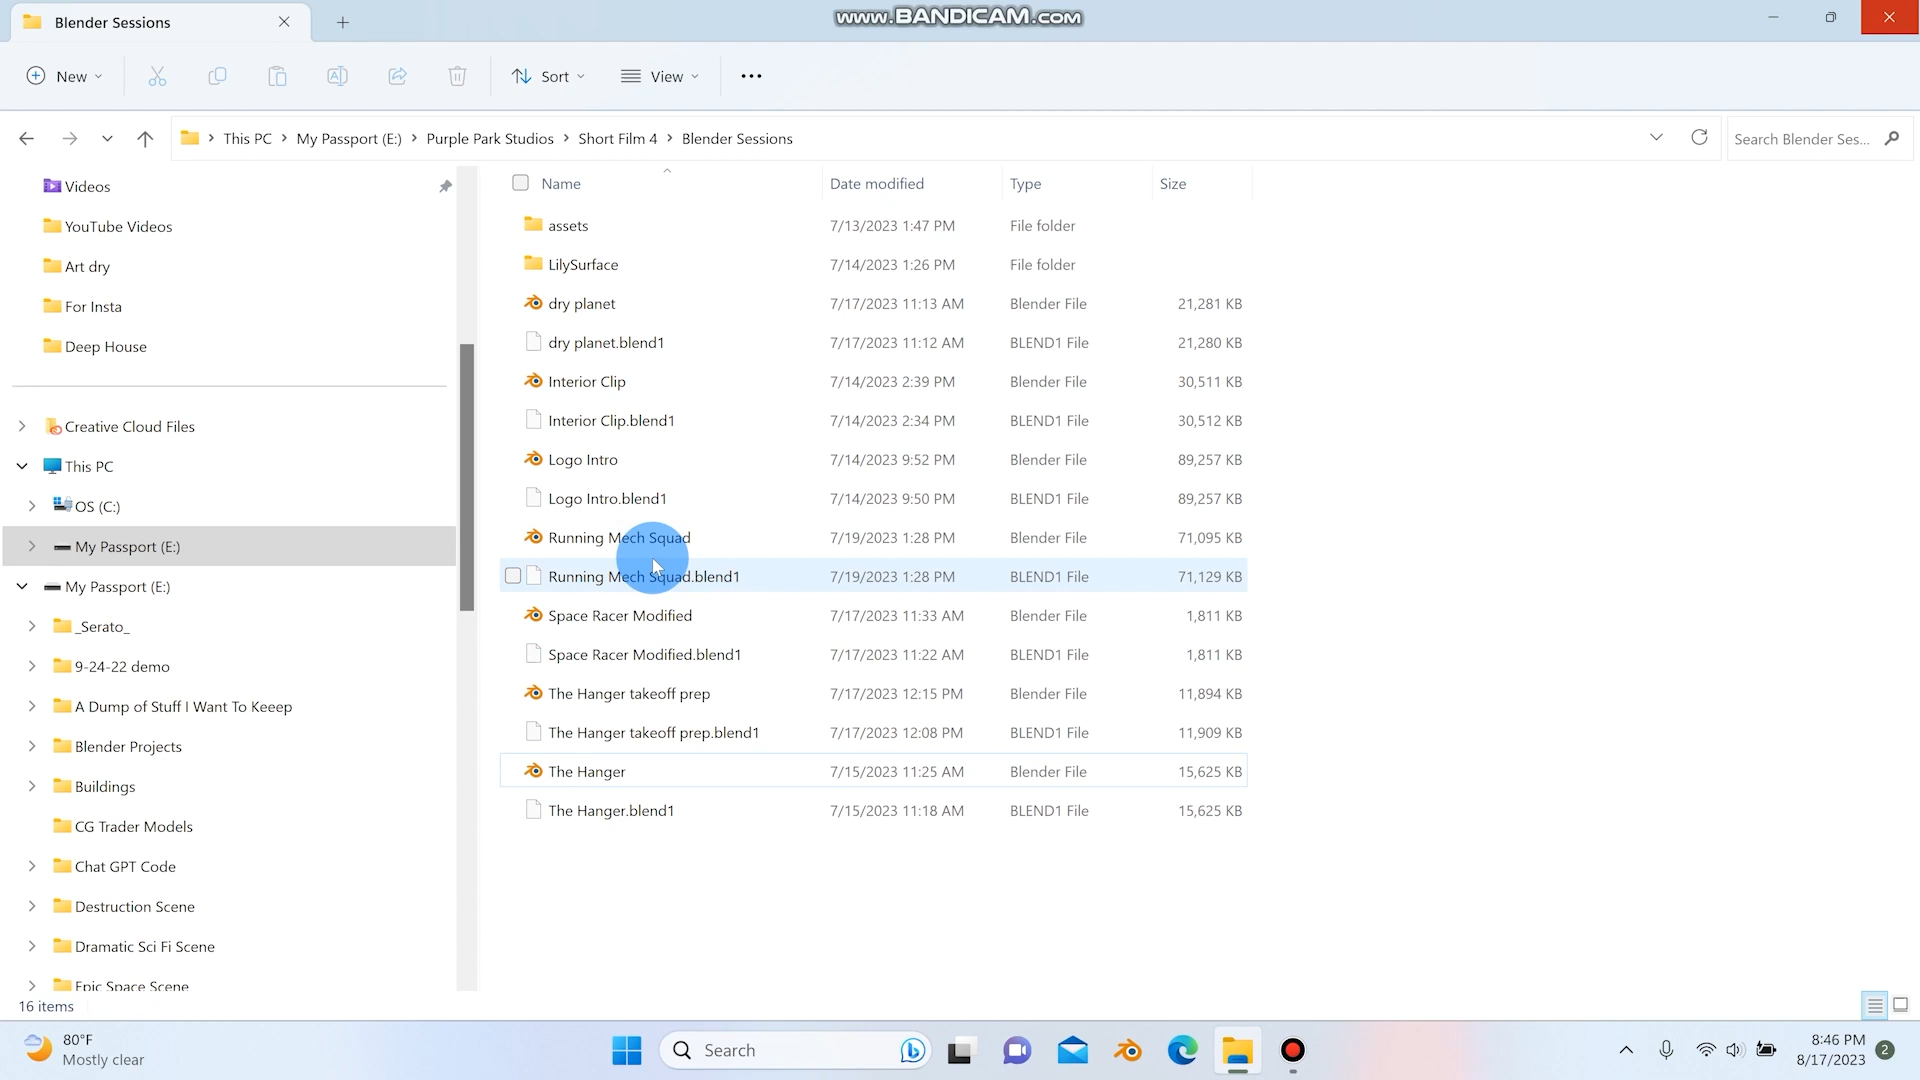 Blender Sessions
www.BANDICAM.com
New
Sort
View
This PC > My Passport (E:) > Purple Park Studios > Short Film 4 > Blender Sessions
Search Blender Ses...
Videos
YouTube Videos
Art dry
For Insta
Deep House
Creative Cloud Files
This PC
OS (C:)
My Passport (E:)
My Passport (E:)
_Serato_
9-24-22 demo
A Dump of Stuff I Want To Keeep
Blender Projects
Buildings
CG Trader Models
Chat GPT Code
Destruction Scene
Dramatic Sci Fi Scene
Epic Space Scene
Name Date modified Type Size
assets 7/13/2023 1:47 PM File folder
LilySurface 7/14/2023 1:26 PM File folder
dry planet 7/17/2023 11:13 AM Blender File 21,281 KB
dry planet.blend1 7/17/2023 11:12 AM BLEND1 File 21,280 KB
Interior Clip 7/14/2023 2:39 PM Blender File 30,511 KB
Interior Clip.blend1 7/14/2023 2:34 PM BLEND1 File 30,512 KB
Logo Intro 7/14/2023 9:52 PM Blender File 89,257 KB
Logo Intro.blend1 7/14/2023 9:50 PM BLEND1 File 89,257 KB
Running Mech Squad 7/19/2023 1:28 PM Blender File 71,095 KB
Running Mech Squad.blend1 7/19/2023 1:28 PM BLEND1 File 71,129 KB
Space Racer Modified 7/17/2023 11:33 AM Blender File 1,811 KB
Space Racer Modified.blend1 7/17/2023 11:22 AM BLEND1 File 1,811 KB
The Hanger takeoff prep 7/17/2023 12:15 PM Blender File 11,894 KB
The Hanger takeoff prep.blend1 7/17/2023 12:08 PM BLEND1 File 11,909 KB
The Hanger 7/15/2023 11:25 AM Blender File 15,625 KB
The Hanger.blend1 7/15/2023 11:18 AM BLEND1 File 15,625 KB
16 items
80°F
Mostly clear
Search
8:46 PM
8/17/2023
2